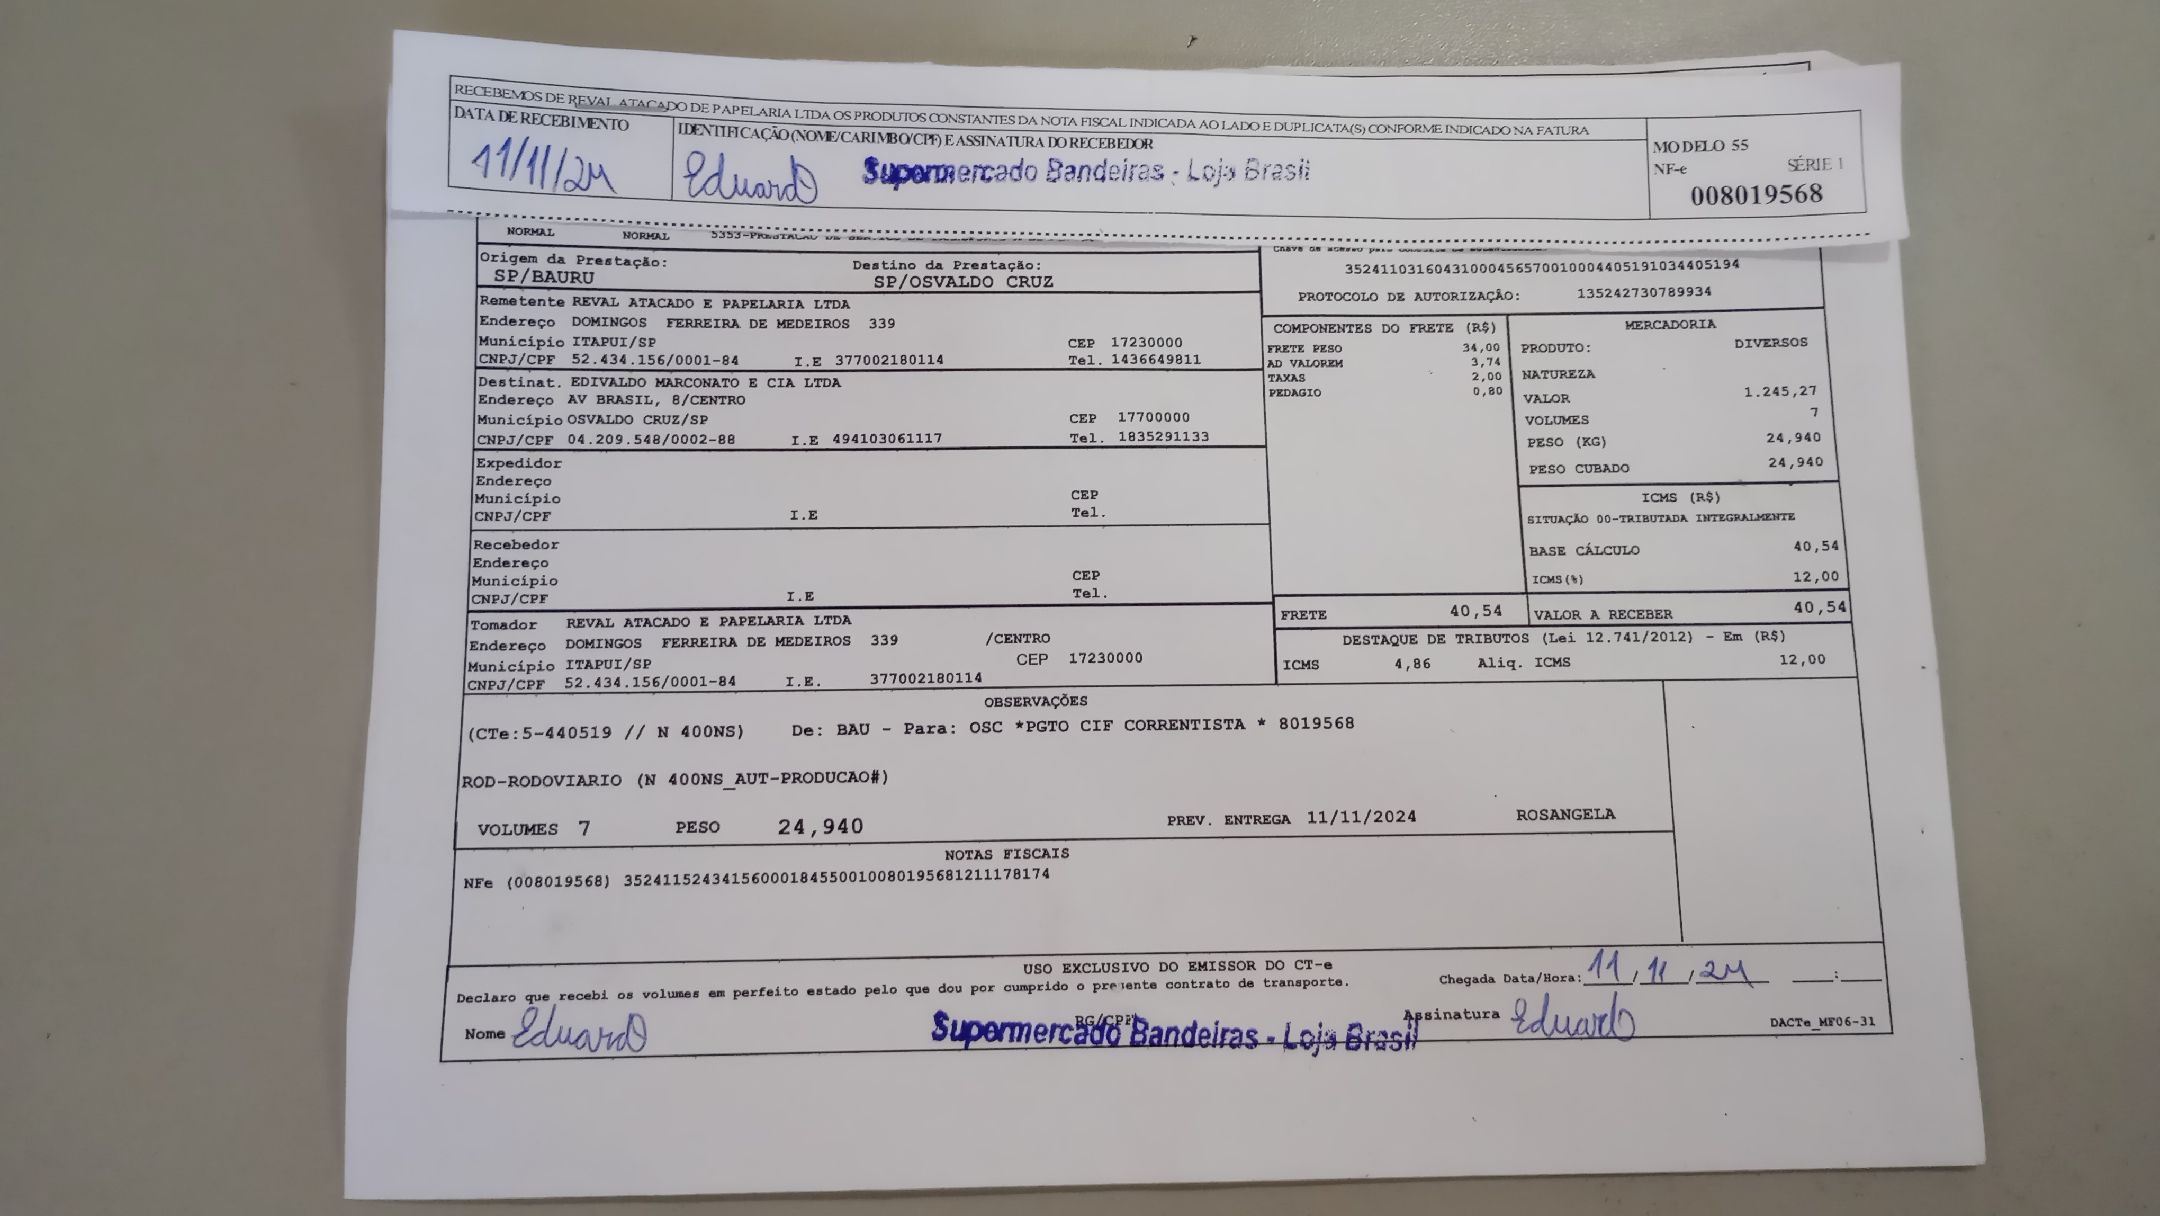 RECEBEMOS DE REVAL ATACADO DE PAPELARIA LTDA OS PRODUTOS CONSTANTES DA NOTA FISCAL INDICADA AO LADO E DUPLICATA(S) CONFORME INDICADO NA FATURA
DATA DE RECEBIMENTO
11/11/24
IDENTIFICAÇÃO (NOME/CARIMBO/CPF) E ASSINATURA DO RECEBEDOR
Eduardo Supermercado Bandeiras - Loja Brasil
MODELO 55
NF-e SÉRIE 1
008019568
NORMAL NORMAL
Origem da Prestação: Destino da Prestação:
SP/BAURU SP/OSVALDO CRUZ
35241103160431000456570010004405191034405194
PROTOCOLO DE AUTORIZAÇÃO: 135242730789934
Remetente REVAL ATACADO E PAPELARIA LTDA
Endereço DOMINGOS FERREIRA DE MEDEIROS 339
Município ITAPUI/SP CEP 17230000
CNPJ/CPF 52.434.156/0001-84 I.E 377002180114 Tel. 1436649811
Destinat. EDIVALDO MARCONATO E CIA LTDA
Endereço AV BRASIL, 8/CENTRO
Município OSVALDO CRUZ/SP CEP 17700000
CNPJ/CPF 04.209.548/0002-88 I.E 494103061117 Tel. 1835291133
Expedidor
Endereço
Município CEP
CNPJ/CPF I.E Tel.
Recebedor
Endereço
Município CEP
CNPJ/CPF I.E Tel.
Tomador REVAL ATACADO E PAPELARIA LTDA
Endereço DOMINGOS FERREIRA DE MEDEIROS 339 /CENTRO
Município ITAPUI/SP CEP 17230000
CNPJ/CPF 52.434.156/0001-84 I.E. 377002180114
COMPONENTES DO FRETE (R$)
FRETE PESO 34,00
AD VALOREM 3,74
TAXAS 2,00
PEDAGIO 0,80
MERCADORIA
PRODUTO: DIVERSOS
NATUREZA
VALOR 1.245,27
VOLUMES 7
PESO (KG) 24,940
PESO CUBADO 24,940
ICMS (R$)
SITUAÇÃO 00-TRIBUTADA INTEGRALMENTE
BASE CÁLCULO 40,54
ICMS(%) 12,00
FRETE 40,54 VALOR A RECEBER 40,54
DESTAQUE DE TRIBUTOS (Lei 12.741/2012) - Em (R$)
ICMS 4,86 Aliq. ICMS 12,00
OBSERVAÇÕES
(CTe:5-440519 // N 400NS) De: BAU - Para: OSC *PGTO CIF CORRENTISTA * 8019568
ROD-RODOVIARIO (N 400NS_AUT-PRODUCAO#)
VOLUMES 7 PESO 24,940 PREV. ENTREGA 11/11/2024 ROSANGELA
NOTAS FISCAIS
NFe (008019568) 35241152434156000184550010080195681211178174
USO EXCLUSIVO DO EMISSOR DO CT-e
Declaro que recebi os volumes em perfeito estado pelo que dou por cumprido o presente contrato de transporte.
Chegada Data/Hora: 11/11/24 :
Nome Eduardo RG/CPF Assinatura Eduardo DACTe_MF06-31
Supermercado Bandeiras - Loja Brasil